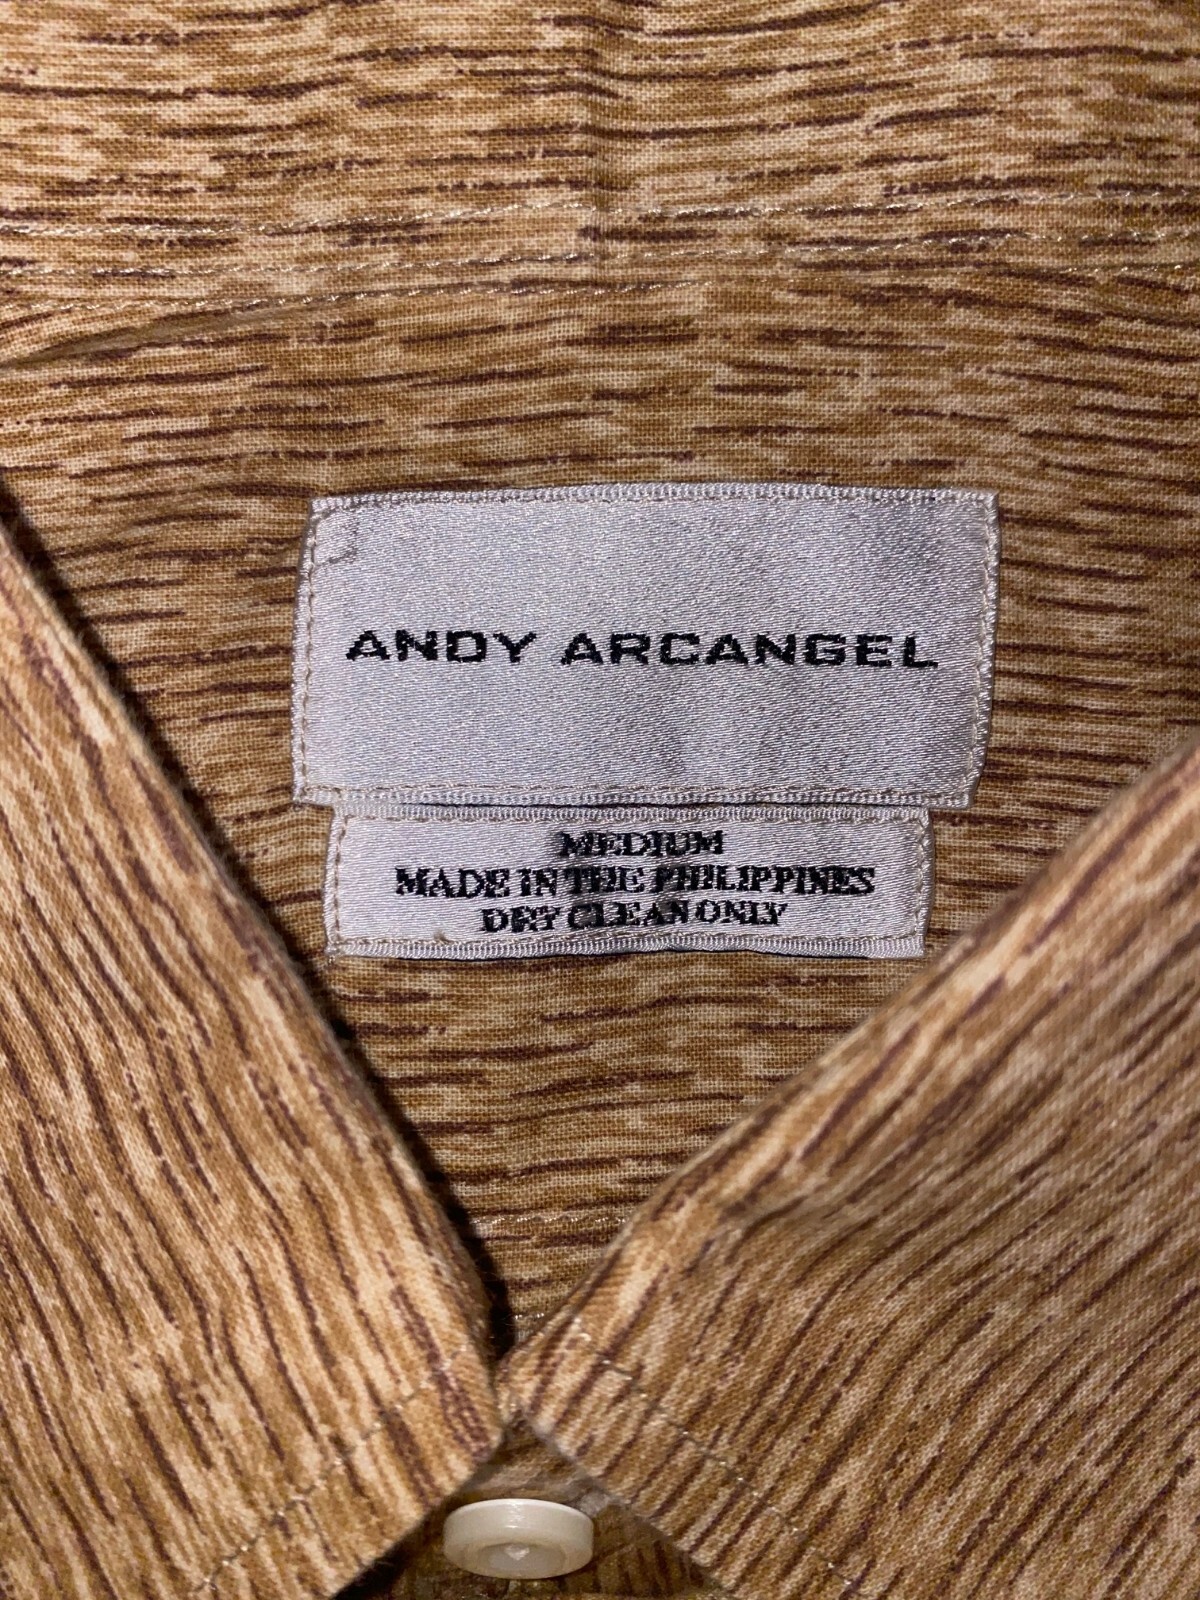 ANDY ARCANGEL
MEDIUM
MADE IN THE PHILIPPINES
DRY CLEAN ONLY